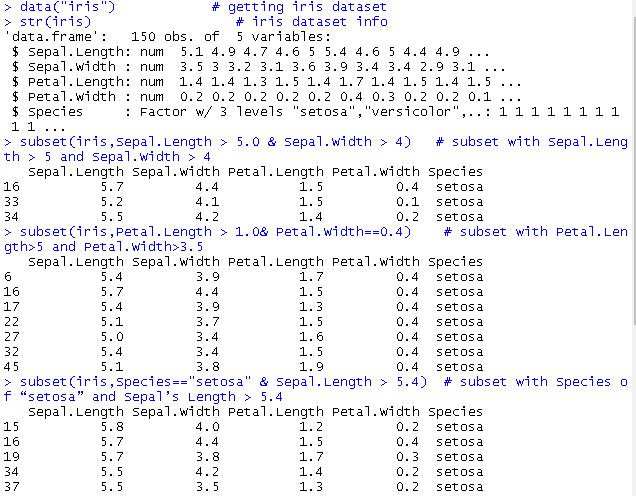 > data("iris")            # getting iris dataset
> str(iris)               # iris dataset info
'data.frame':   150 obs. of  5 variables:
 $ Sepal.Length: num  5.1 4.9 4.7 4.6 5 5.4 4.6 5 4.4 4.9 ...
 $ Sepal.Width : num  3.5 3 3.2 3.1 3.6 3.9 3.4 3.4 2.9 3.1 ...
 $ Petal.Length: num  1.4 1.4 1.3 1.5 1.4 1.7 1.4 1.5 1.4 1.5 ...
 $ Petal.Width : num  0.2 0.2 0.2 0.2 0.2 0.4 0.3 0.2 0.2 0.1 ...
 $ Species     : Factor w/ 3 levels "setosa","versicolor",..: 1 1 1 1 1 1 1 1
 1 1 ...
> subset(iris,Sepal.Length > 5.0 & Sepal.Width > 4)   # subset with Sepal.Leng
th > 5 and Sepal.Width > 4
   Sepal.Length Sepal.Width Petal.Length Petal.Width Species
16          5.7         4.4          1.5         0.4  setosa
33          5.2         4.1          1.5         0.1  setosa
34          5.5         4.2          1.4         0.2  setosa
> subset(iris,Petal.Length > 1.0& Petal.Width==0.4)    # subset with Petal.Len
gth>5 and Petal.Width>3.5
   Sepal.Length Sepal.Width Petal.Length Petal.Width Species
6           5.4         3.9          1.7         0.4  setosa
16          5.7         4.4          1.5         0.4  setosa
17          5.4         3.9          1.3         0.4  setosa
22          5.1         3.7          1.5         0.4  setosa
27          5.0         3.4          1.6         0.4  setosa
32          5.4         3.4          1.5         0.4  setosa
45          5.1         3.8          1.9         0.4  setosa
> subset(iris,Species=="setosa" & Sepal.Length > 5.4)  # subset with Species o
f “setosa” and Sepal’s Length > 5.4
   Sepal.Length Sepal.Width Petal.Length Petal.Width Species
15          5.8         4.0          1.2         0.2  setosa
16          5.7         4.4          1.5         0.4  setosa
19          5.7         3.8          1.7         0.3  setosa
34          5.5         4.2          1.4         0.2  setosa
37          5.5         3.5          1.3         0.2  setosa